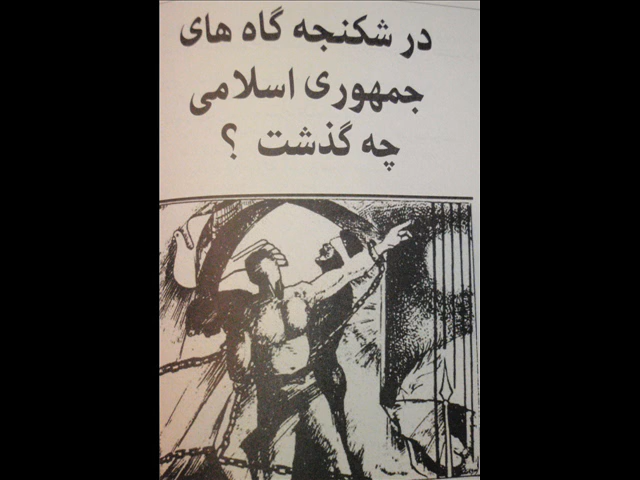 در شکنجه گاه های
جمهوری اسلامی
چه گذشت ؟